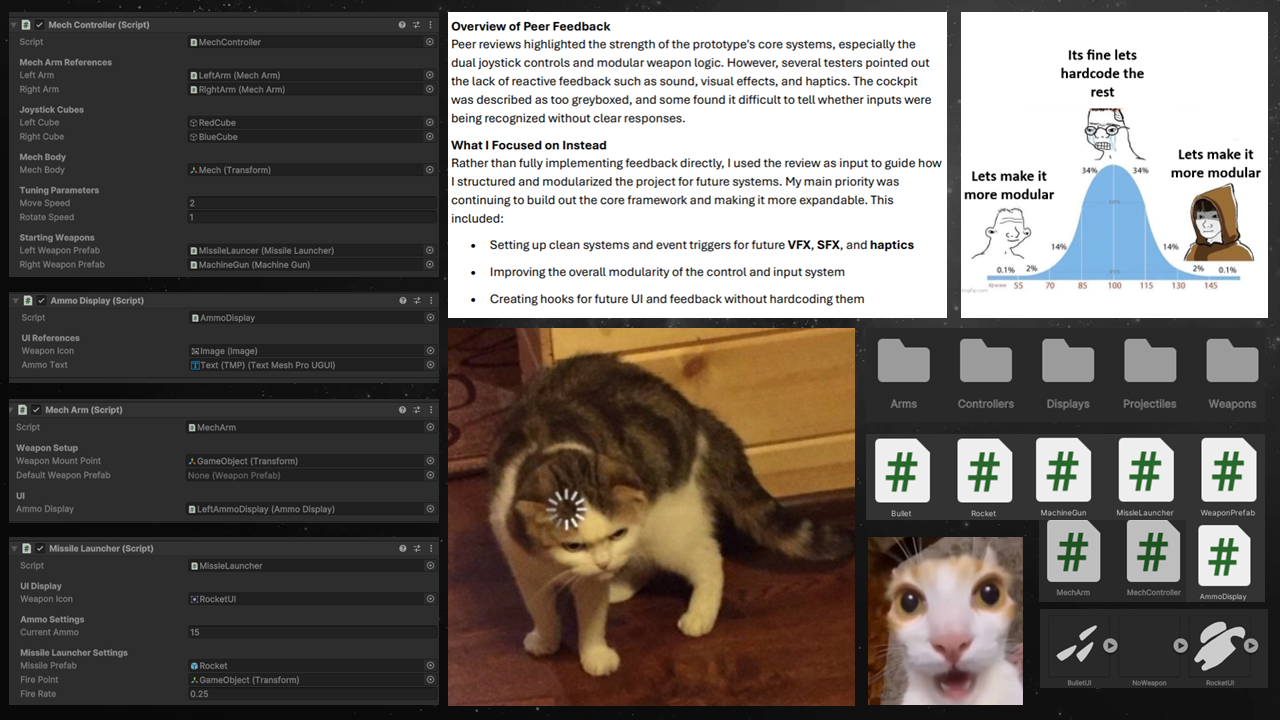 Mech Controller (Script)
Script MechController
Mech Arm References
Left Arm LeftArm (Mech Arm)
Right Arm RightArm (Mech Arm)
Joystick Cubes
Left Cube RedCube
Right Cube BlueCube
Mech Body
Mech Body Mech (Transform)
Tuning Parameters
Move Speed 2
Rotate Speed 1
Starting Weapons
Left Weapon Prefab MissileLauncer (Missile Launcher)
Right Weapon Prefab MachineGun (Machine Gun)
Ammo Display (Script)
Script AmmoDisplay
UI References
Weapon Icon Image (Image)
Ammo Text Text (TMP) (Text Mesh Pro UGUI)
Mech Arm (Script)
Script MechArm
Weapon Setup
Weapon Mount Point GameObject (Transform)
Default Weapon Prefab None (Weapon Prefab)
UI
Ammo Display LeftAmmoDisplay (Ammo Display)
Missile Launcher (Script)
Script MissleLauncher
UI Display
Weapon Icon RocketUI
Ammo Settings
Current Ammo 15
Missile Launcher Settings
Missile Prefab Rocket
Fire Point GameObject (Transform)
Fire Rate 0.25
Overview of Peer Feedback
Peer reviews highlighted the strength of the prototype's core systems, especially the
dual joystick controls and modular weapon logic. However, several testers pointed out
the lack of reactive feedback such as sound, visual effects, and haptics. The cockpit
was described as too greyboxed, and some found it difficult to tell whether inputs were
being recognized without clear responses.
What I Focused on Instead
Rather than fully implementing feedback directly, I used the review as input to guide how
I structured and modularized the project for future systems. My main priority was
continuing to build out the core framework and making it more expandable. This
included:
• Setting up clean systems and event triggers for future VFX, SFX, and haptics
• Improving the overall modularity of the control and input system
• Creating hooks for future UI and feedback without hardcoding them
Its fine lets
hardcode the
rest
Lets make it
more modular
Lets make it
more modular
34% 34%
14% 14%
0.1% 2% 2% 0.1%
55 70 85 100 115 130 145
imgflip.com
Arms Controllers Displays Projectiles Weapons
Bullet Rocket MachineGun MissleLauncher WeaponPrefab
MechArm MechController AmmoDisplay
BulletUI NoWeapon RocketUI